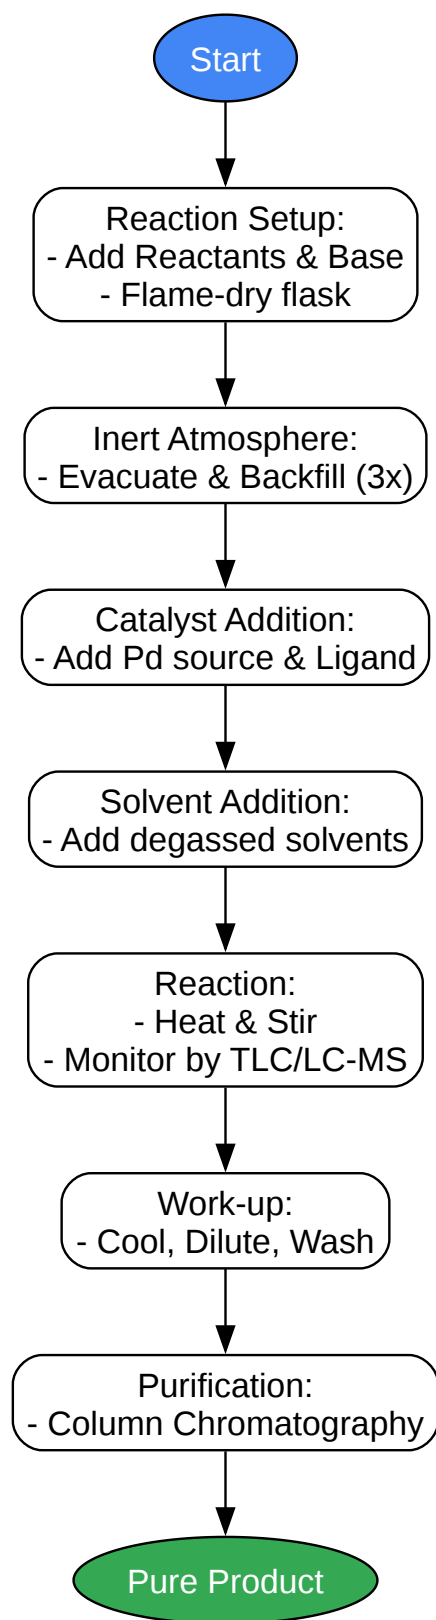 Start
Reaction Setup:
- Add Reactants & Base
- Flame-dry flask
Inert Atmosphere:
- Evacuate & Backfill (3x)
Catalyst Addition:
- Add Pd source & Ligand
Solvent Addition:
- Add degassed solvents
Reaction:
- Heat & Stir
- Monitor by TLC/LC-MS
Work-up:
- Cool, Dilute, Wash
Purification:
- Column Chromatography
Pure Product